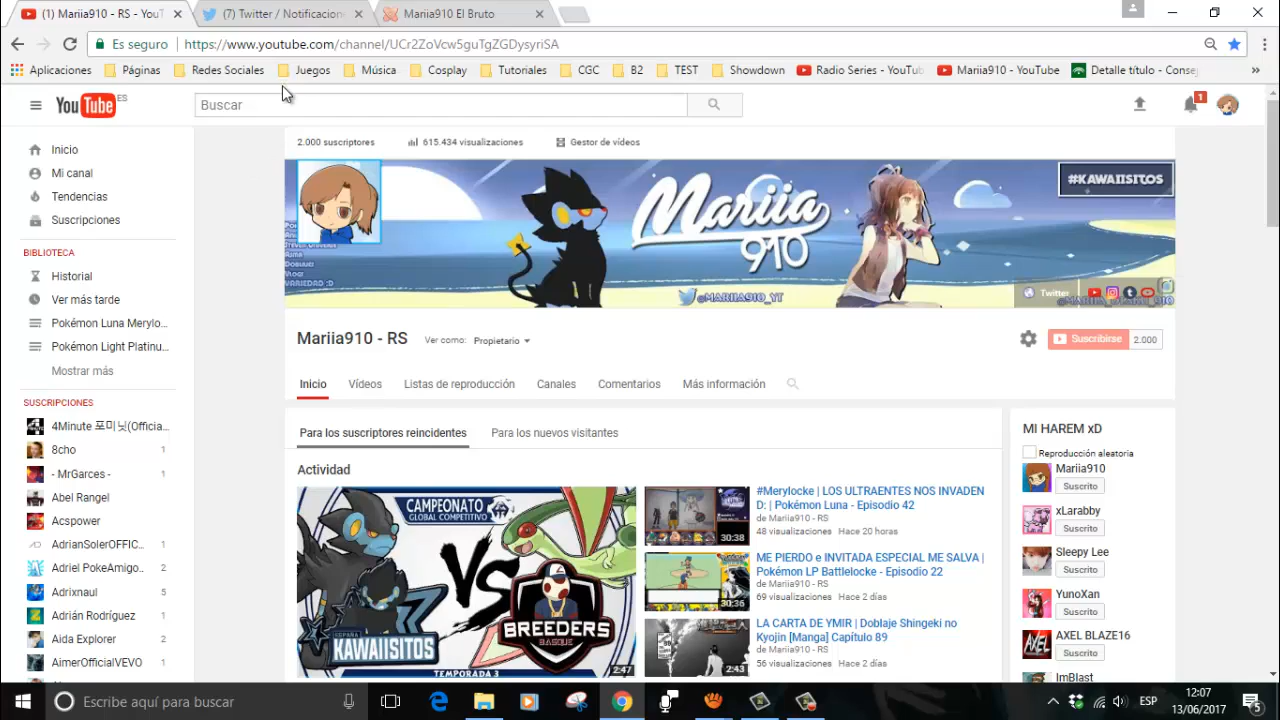 (1) Mariia910 - RS - You
(7) Twitter / Notificacion
Mariia910 El Bruto
Es seguro
https://www.youtube.com/channel/UCr2ZoVcw5guTgZGDysyriSA
Aplicaciones
Páginas
Redes Sociales
Juegos
Música
Cosplay
Tutoriales
CGC
B2
TEST
Showdown
Radio Series - YouTub
Mariia910 - YouTube
Detalle título - Conse
»
YouTube ES
Buscar
1
Inicio
Mi canal
Tendencias
Suscripciones
BIBLIOTECA
Historial
Ver más tarde
Pokémon Luna Merylo...
Pokémon Light Platinu...
Mostrar más
SUSCRIPCIONES
4Minute 포미닛(Officia...
8cho 1
- MrGarces - 1
Abel Rangel
Acspower
AdrianSolerOFFIC... 1
Adriel PokeAmigo... 2
Adrixnaul 5
Adrián Rodríguez 1
Aida Explorer 2
AimerOfficialVEVO 1
2.000 suscriptores
615.434 visualizaciones
Gestor de vídeos
Mariia
910
#KAWAIISITOS
@MARIIA910_YT
Twitter
VARIEDAD :D
Mariia910 - RS
Ver como: Propietario
Suscribirse 2.000
Inicio
Vídeos
Listas de reproducción
Canales
Comentarios
Más información
Para los suscriptores reincidentes
Para los nuevos visitantes
Actividad
CAMPEONATO
GLOBAL COMPETITIVO
VS
ESPAÑA
KAWAIISITOS
BREEDERS
BASQUE
TEMPORADA 3
2:47
30:38
#Merylocke | LOS ULTRAENTES NOS INVADEN
D: | Pokémon Luna - Episodio 42
de Mariia910 - RS
48 visualizaciones Hace 20 horas
30:36
ME PIERDO e INVITADA ESPECIAL ME SALVA |
Pokémon LP Battlelocke - Episodio 22
de Mariia910 - RS
69 visualizaciones Hace 2 días
2:43
LA CARTA DE YMIR | Doblaje Shingeki no
Kyojin [Manga] Capítulo 89
de Mariia910 - RS
56 visualizaciones Hace 2 días
MI HAREM xD
Reproducción aleatoria
Mariia910
Suscrito
xLarabby
Suscrito
Sleepy Lee
Suscrito
YunoXan
Suscrito
AXEL BLAZE16
Suscrito
ImBlast
Escribe aquí para buscar
ESP
12:07
13/06/2017
5